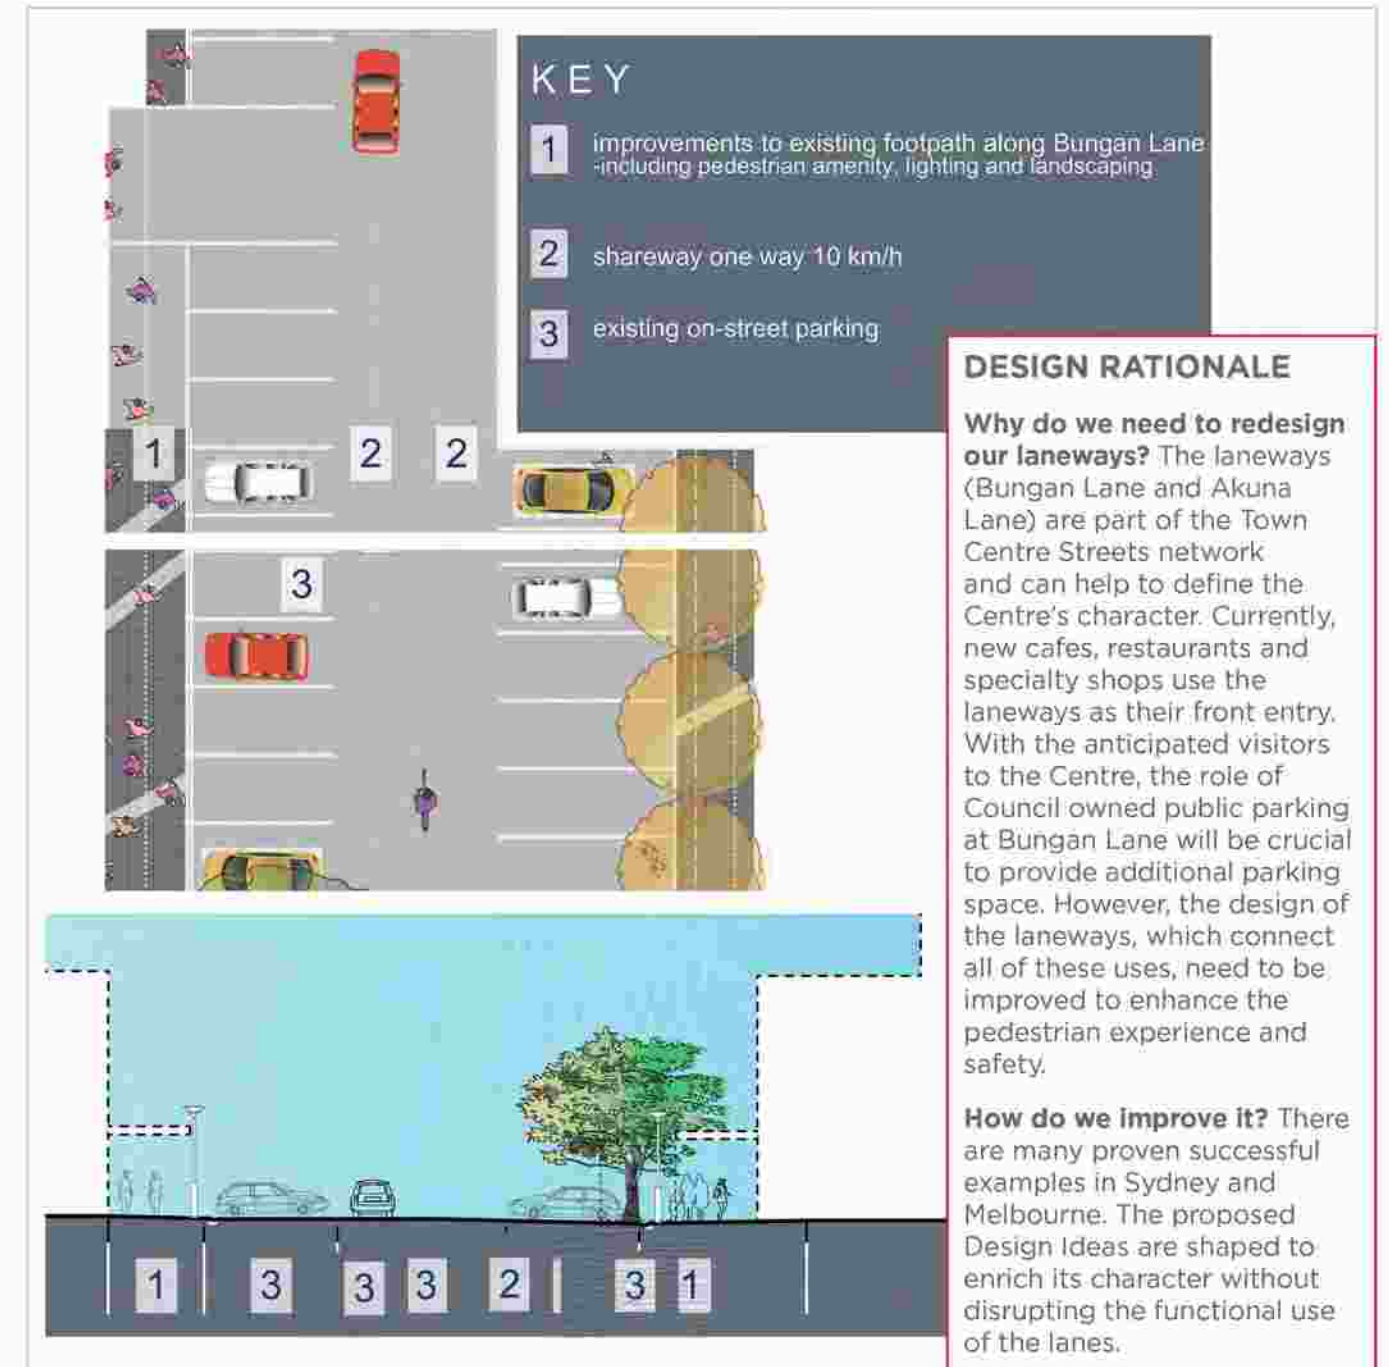 KEY
1 improvements to existing footpath along Bungan Lane
-including pedestrian amenity, lighting and landscaping
2 shareway one way 10 km/h
3 existing on-street parking
1 2 2
3
1 3 3 3 2 3 1
DESIGN RATIONALE
Why do we need to redesign
our laneways? The laneways
(Bungan Lane and Akuna
Lane) are part of the Town
Centre Streets network
and can help to define the
Centre's character. Currently,
new cafes, restaurants and
specialty shops use the
laneways as their front entry.
With the anticipated visitors
to the Centre, the role of
Council owned public parking
at Bungan Lane will be crucial
to provide additional parking
space. However, the design of
the laneways, which connect
all of these uses, need to be
improved to enhance the
pedestrian experience and
safety.
How do we improve it? There
are many proven successful
examples in Sydney and
Melbourne. The proposed
Design Ideas are shaped to
enrich its character without
disrupting the functional use
of the lanes.